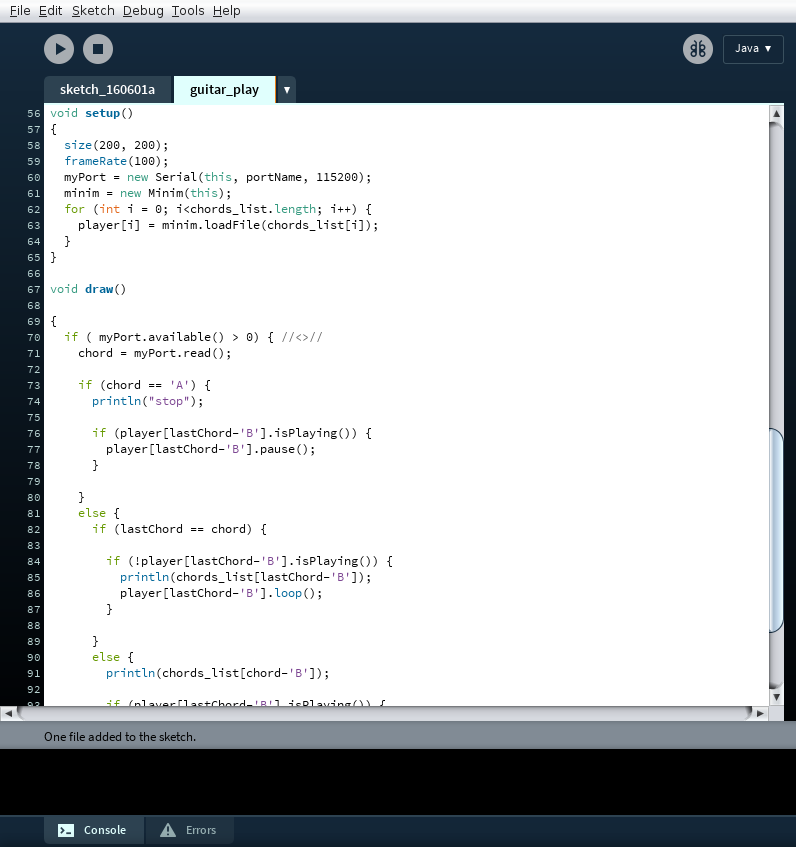 File Edit Sketch Debug Tools Help
Java ▼
sketch_160601a guitar_play ▼
56 void setup()
57 {
58 size(200, 200);
59 frameRate(100);
60 myPort = new Serial(this, portName, 115200);
61 minim = new Minim(this);
62 for (int i = 0; i<chords_list.length; i++) {
63 player[i] = minim.loadFile(chords_list[i]);
64 }
65 }
66
67 void draw()
68
69 {
70 if ( myPort.available() > 0) { //<>//
71 chord = myPort.read();
72
73 if (chord == 'A') {
74 println("stop");
75
76 if (player[lastChord-'B'].isPlaying()) {
77 player[lastChord-'B'].pause();
78 }
79
80 }
81 else {
82 if (lastChord == chord) {
83
84 if (!player[lastChord-'B'].isPlaying()) {
85 println(chords_list[lastChord-'B']);
86 player[lastChord-'B'].loop();
87 }
88
89 }
90 else {
91 println(chords_list[chord-'B']);
92
93 if (player[lastChord-'B'].isPlaying()) {
One file added to the sketch.
Console Errors